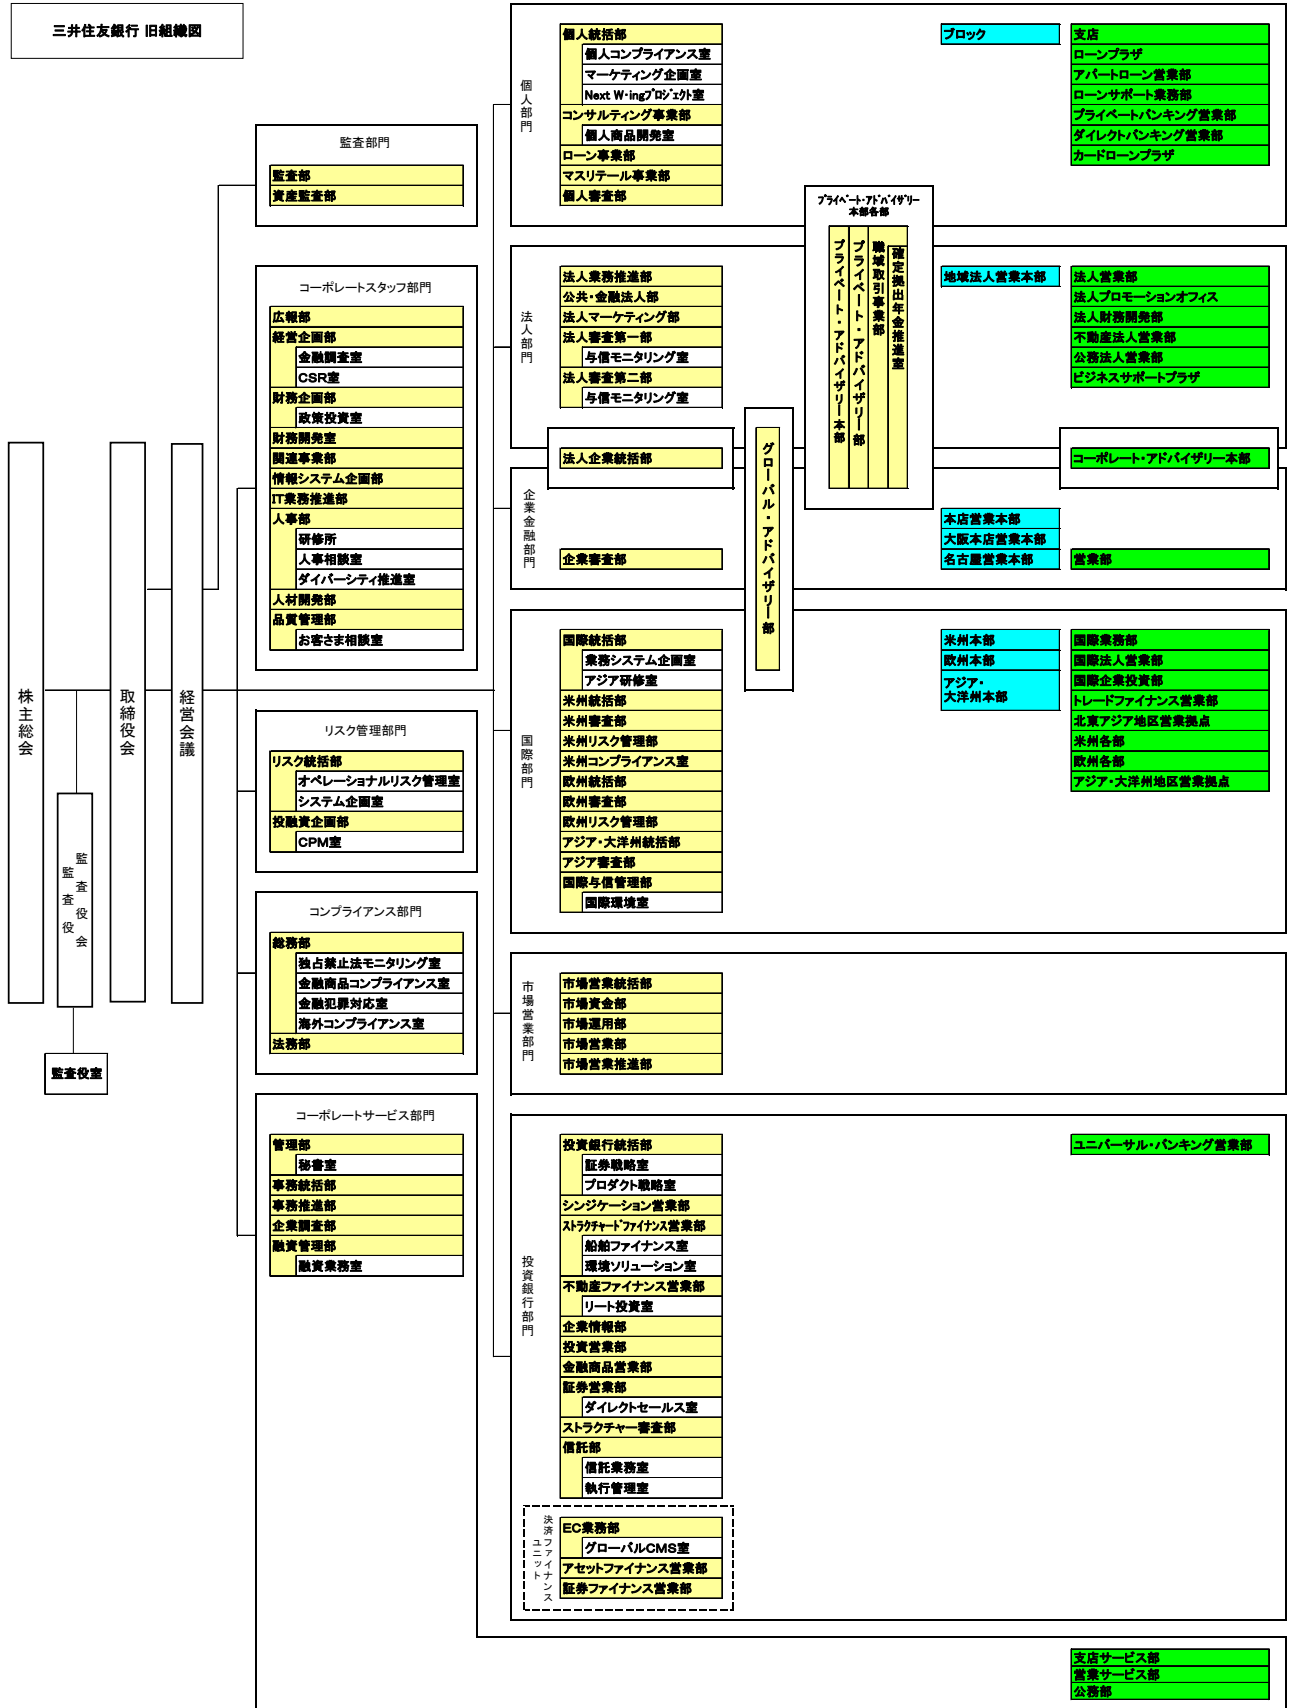 三井住友銀行 旧組織図
株主総会
監査役会
監査役
監査役室
取締役会
経営会議
監査部門
監査部
資産監査部
コーポレートスタッフ部門
広報部
経営企画部
金融調査室
CSR室
財務企画部
政策投資室
財務開発室
関連事業部
情報システム企画部
IT業務推進部
人事部
研修所
人事相談室
ダイバーシティ推進室
人材開発部
品質管理部
お客さま相談室
リスク管理部門
リスク統括部
オペレーショナルリスク管理室
システム企画室
投融資企画部
CPM室
コンプライアンス部門
総務部
独占禁止法モニタリング室
金融商品コンプライアンス室
金融犯罪対応室
海外コンプライアンス室
法務部
コーポレートサービス部門
管理部
秘書室
事務統括部
事務推進部
企業調査部
融資管理部
融資業務室
個人部門
個人統括部
個人コンプライアンス室
マーケティング企画室
Next W・ingプロジェクト室
コンサルティング事業部
個人商品開発室
ローン事業部
マスリテール事業部
個人審査部
ブロック
支店
ローンプラザ
アパートローン営業部
ローンサポート業務部
プライベートバンキング営業部
ダイレクトバンキング営業部
カードローンプラザ
プライベート・アドバイザリー
本部各部
プライベート・アドバイザリー本部
プライベート・アドバイザリー部
職域取引事業部
確定拠出年金推進室
法人部門
法人業務推進部
公共・金融法人部
法人マーケティング部
法人審査第一部
与信モニタリング室
法人審査第二部
与信モニタリング室
地域法人営業本部
法人営業部
法人プロモーションオフィス
法人財務開発部
不動産法人営業部
公務法人営業部
ビジネスサポートプラザ
法人企業統括部
グローバル・アドバイザリー部
コーポレート・アドバイザリー本部
企業金融部門
企業審査部
本店営業本部
大阪本店営業本部
名古屋営業本部
営業部
国際部門
国際統括部
業務システム企画室
アジア研修室
米州統括部
米州審査部
米州リスク管理部
米州コンプライアンス室
欧州統括部
欧州審査部
欧州リスク管理部
アジア・大洋州統括部
アジア審査部
国際与信管理部
国際環境室
米州本部
欧州本部
アジア・
大洋州本部
国際業務部
国際法人営業部
国際企業投資部
トレードファイナンス営業部
北東アジア地区営業拠点
米州各部
欧州各部
アジア・大洋州地区営業拠点
市場営業部門
市場営業統括部
市場資金部
市場運用部
市場営業部
市場営業推進部
投資銀行部門
投資銀行統括部
証券戦略室
プロダクト戦略室
シンジケーション営業部
ストラクチャードファイナンス営業部
船舶ファイナンス室
環境ソリューション室
不動産ファイナンス営業部
リート投資室
企業情報部
投資営業部
金融商品営業部
証券営業部
ダイレクトセールス室
ストラクチャー審査部
信託部
信託業務室
執行管理室
ユニバーサル・バンキング営業部
決済ファイナンス
ユニット
EC業務部
グローバルCMS室
アセットファイナンス営業部
証券ファイナンス営業部
支店サービス部
営業サービス部
公務部